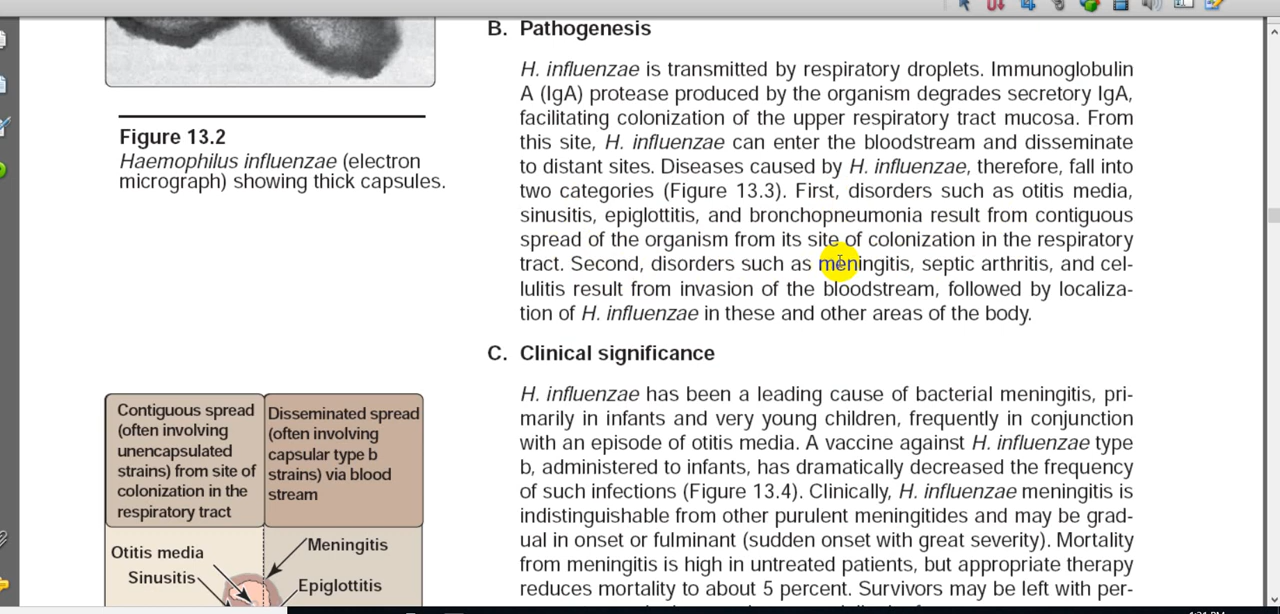 B. Pathogenesis
H. influenzae is transmitted by respiratory droplets. Immunoglobulin
A (IgA) protease produced by the organism degrades secretory IgA,
facilitating colonization of the upper respiratory tract mucosa. From
this site, H. influenzae can enter the bloodstream and disseminate
to distant sites. Diseases caused by H. influenzae, therefore, fall into
two categories (Figure 13.3). First, disorders such as otitis media,
sinusitis, epiglottitis, and bronchopneumonia result from contiguous
spread of the organism from its site of colonization in the respiratory
tract. Second, disorders such as meningitis, septic arthritis, and cel-
lulitis result from invasion of the bloodstream, followed by localiza-
tion of H. influenzae in these and other areas of the body.
C. Clinical significance
H. influenzae has been a leading cause of bacterial meningitis, pri-
marily in infants and very young children, frequently in conjunction
with an episode of otitis media. A vaccine against H. influenzae type
b, administered to infants, has dramatically decreased the frequency
of such infections (Figure 13.4). Clinically, H. influenzae meningitis is
indistinguishable from other purulent meningitides and may be grad-
ual in onset or fulminant (sudden onset with great severity). Mortality
from meningitis is high in untreated patients, but appropriate therapy
reduces mortality to about 5 percent. Survivors may be left with per-
Figure 13.2
Haemophilus influenzae (electron
micrograph) showing thick capsules.
Contiguous spread
(often involving
unencapsulated
strains) from site of
colonization in the
respiratory tract
Disseminated spread
(often involving
capsular type b
strains) via blood
stream
Otitis media
Sinusitis
Meningitis
Epiglottitis